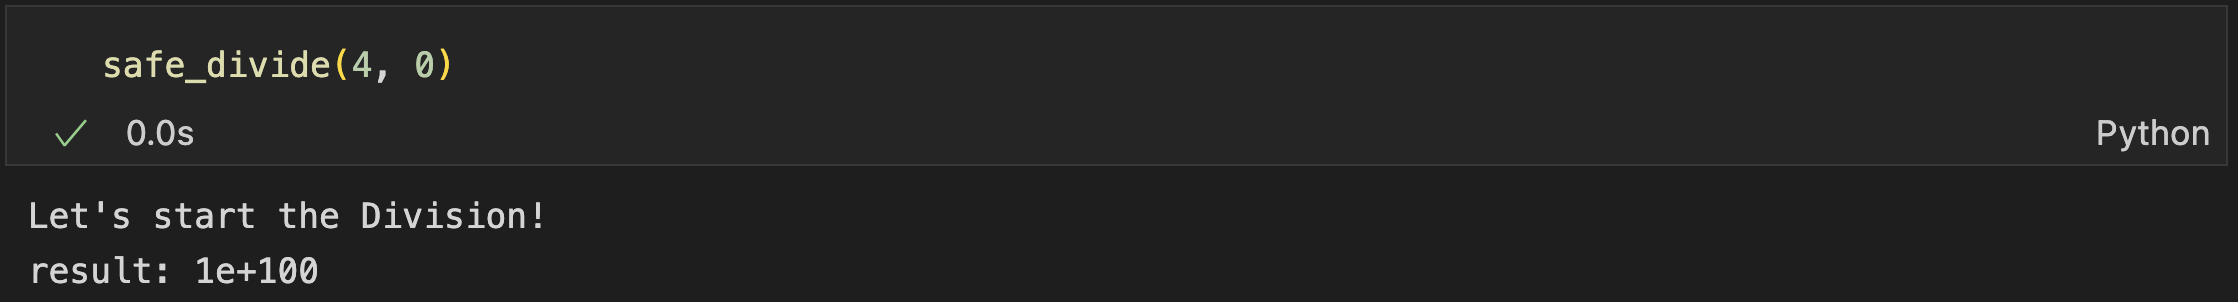 safe_divide(4, 0)
0.0s
Python
Let's start the Division!
result: 1e+100